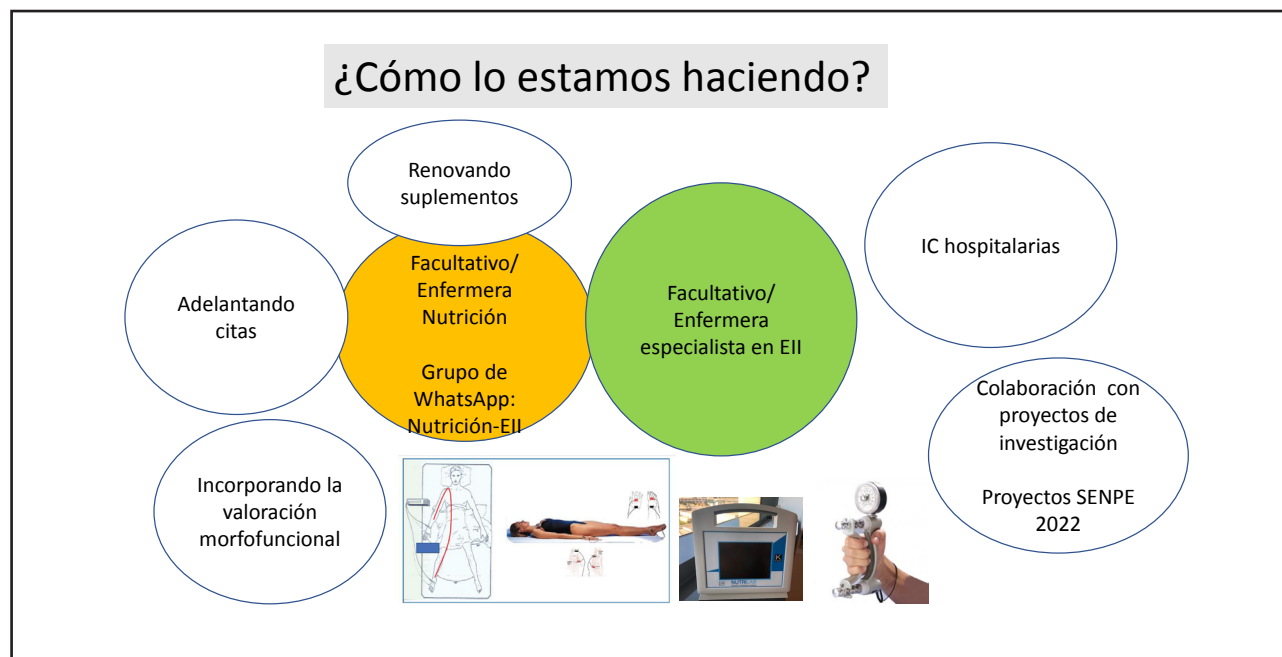 ¿Cómo lo estamos haciendo?
Renovando
suplementos
Adelantando
citas
Incorporando la
valoración
morfofuncional
Facultativo/
Enfermera
Nutrición
Grupo de
WhatsApp:
Nutrición-EII
Facultativo/
Enfermera
especialista en EII
IC hospitalarias
Colaboración con
proyectos de
investigación
Proyectos SENPE
2022
NUTRILAB